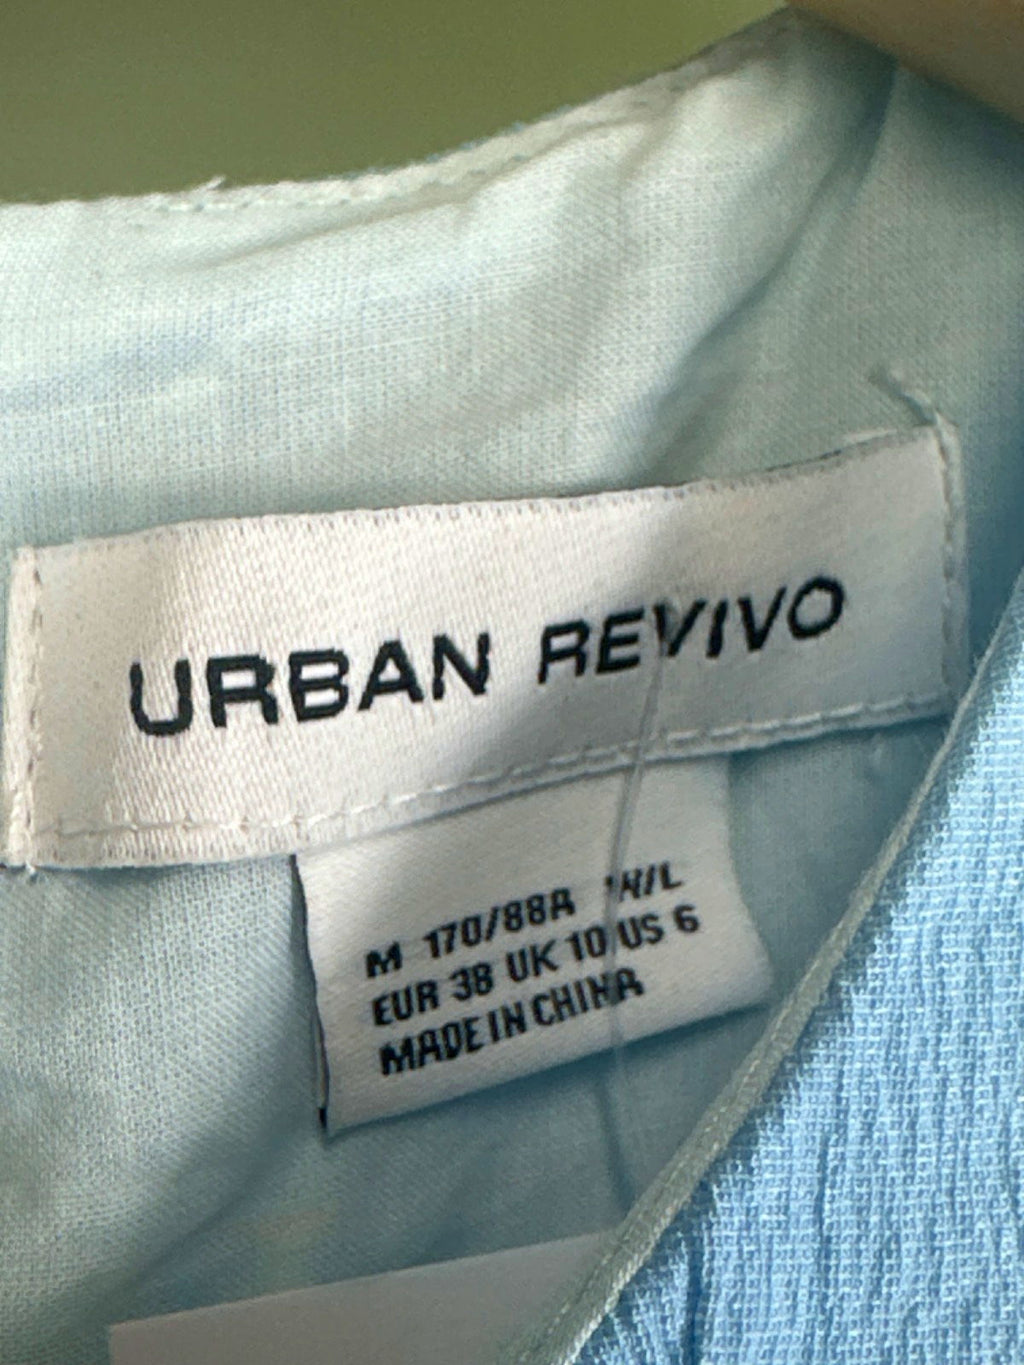 URBAN REVIVO
M 170/88A
EUR 38 UK 10 US 6
MADE IN CHINA